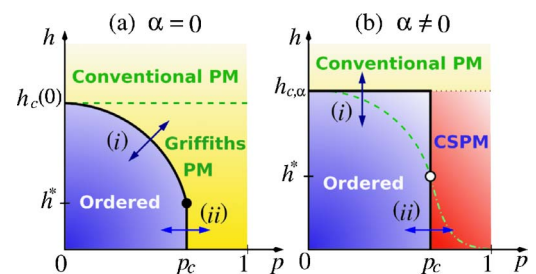 (a) α = 0
h
Conventional PM
h_c(0)
(i)
Griffiths
PM
Ordered
h*
(ii)
0
p_c
1
p
(b) α ≠ 0
h
Conventional PM
h_{c,α}
(i)
CSPM
h*
Ordered
(ii)
0
p_c
1
p